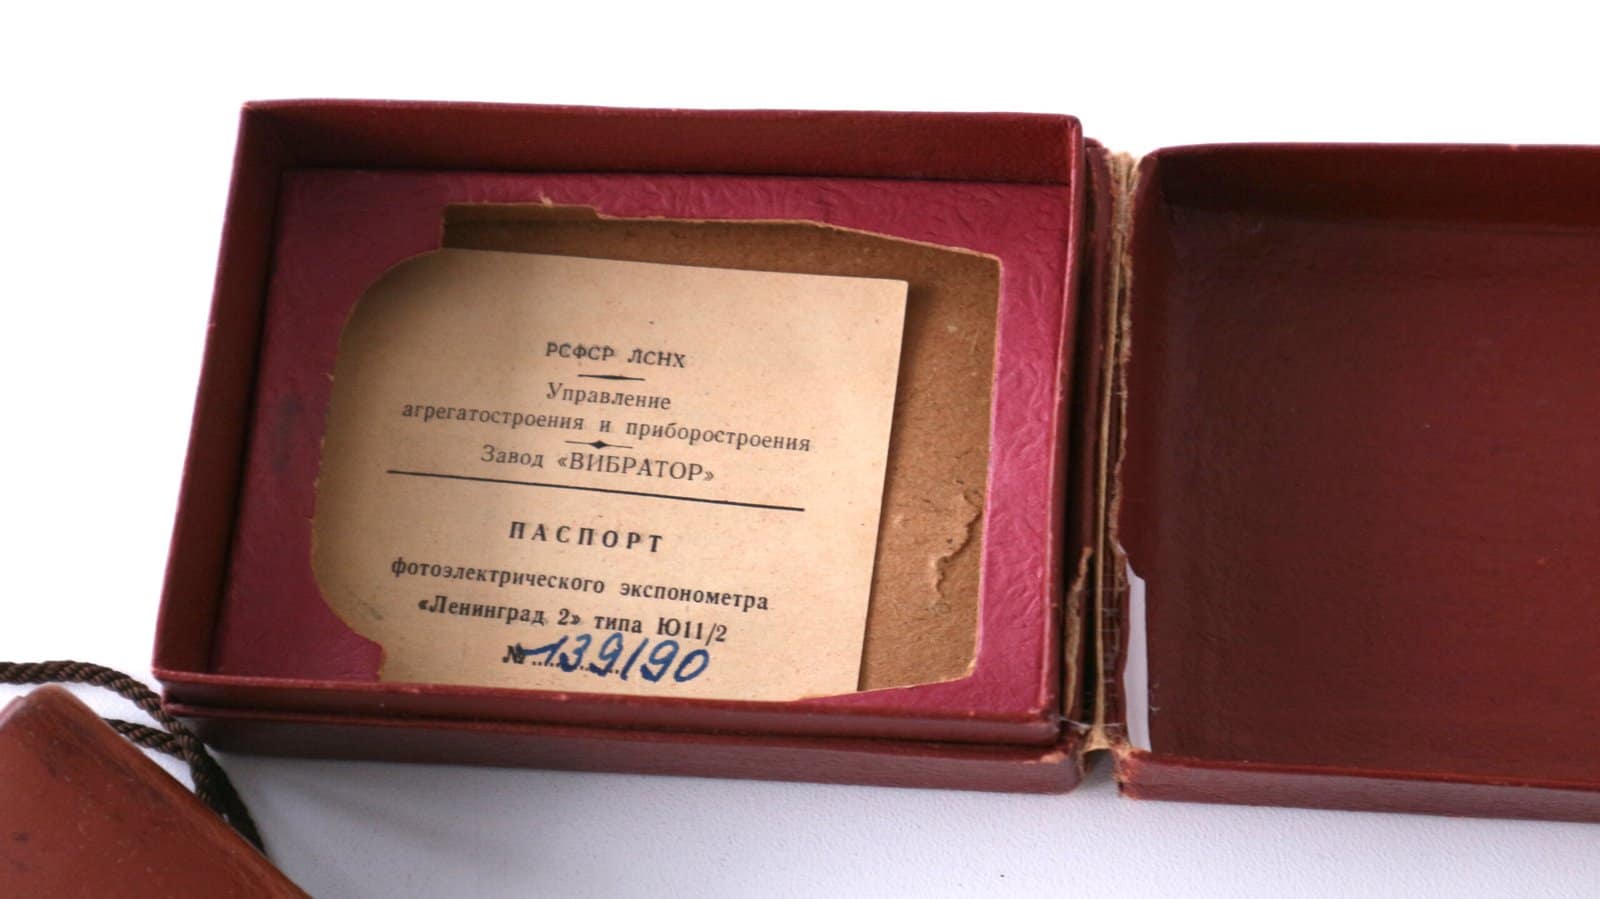 РСФСР ЛСНХ
Управление
агрегатостроения и приборостроения
Завод «ВИБРАТОР»
ПАСПОРТ
фотоэлектрического экспонометра
«Ленинград 2» типа Ю11/2
№ 139190